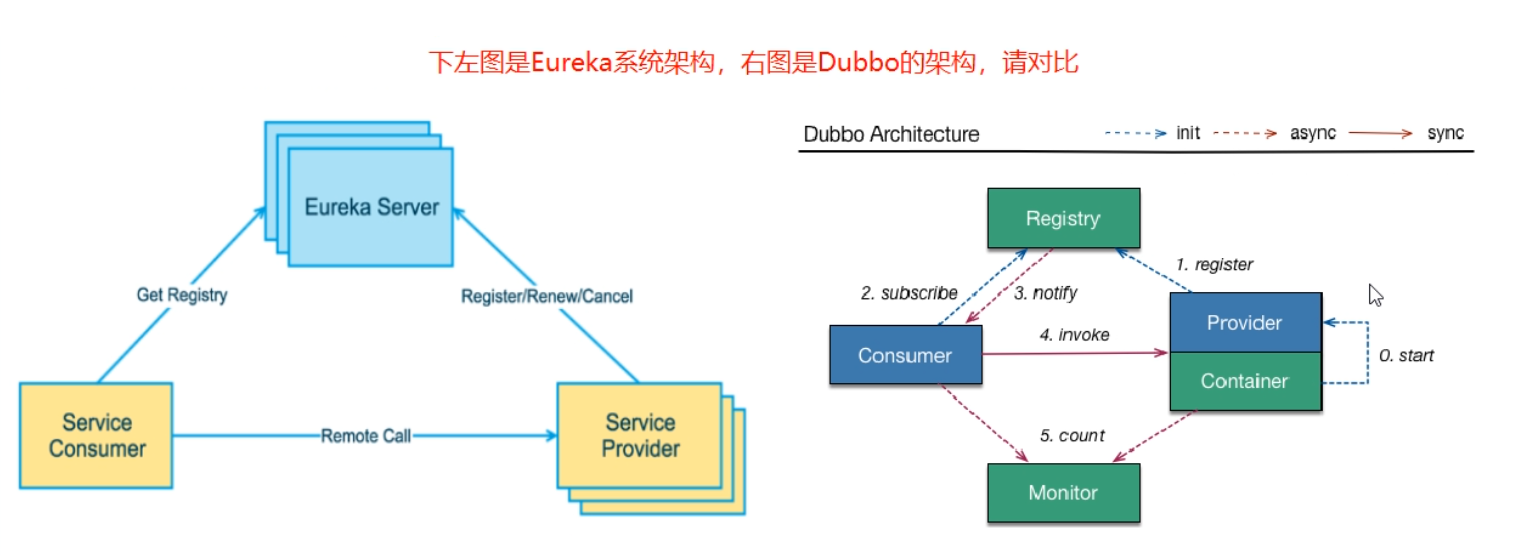 下左图是Eureka系统架构，右图是Dubbo的架构，请对比
Eureka Server
Get Registry
Register/Renew/Cancel
Service
Consumer
Remote Call
Service
Provider
Dubbo Architecture
init
async
sync
Registry
1. register
2. subscribe
3. notify
Provider
4. invoke
Consumer
0. start
Container
5. count
Monitor